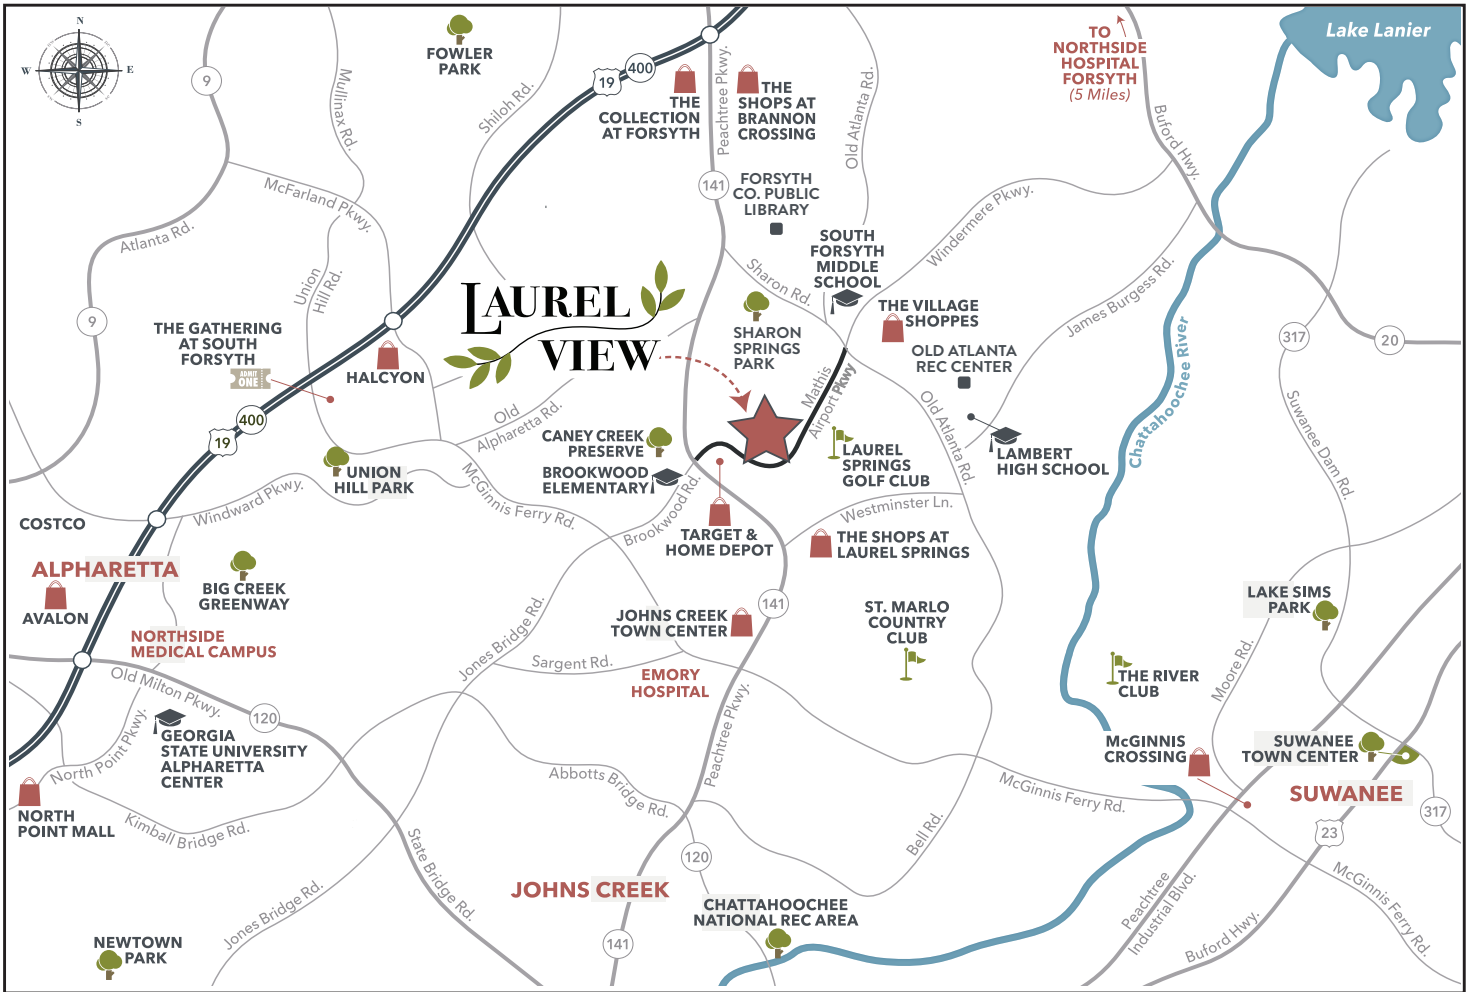 N
W
E
S
FOWLER
PARK
Mullinax Rd.
Shiloh Rd.
9
19
400
THE
COLLECTION
AT FORSYTH
Peachtree Pkwy.
THE
SHOPS AT
BRANNON
CROSSING
Old Atlanta Rd.
TO
NORTHSIDE
HOSPITAL
FORSYTH
(5 Miles)
Buford Hwy.
Lake Lanier
McFarland Pkwy.
Atlanta Rd.
141
FORSYTH
CO. PUBLIC
LIBRARY
Windermere Pkwy.
SOUTH
FORSYTH
MIDDLE
SCHOOL
Sharon Rd.
James Burgess Rd.
Union
Hill Rd.
9
THE GATHERING
AT SOUTH
FORSYTH
ADMIT
ONE
HALCYON
LAUREL
VIEW
SHARON
SPRINGS
PARK
THE VILLAGE
SHOPPES
OLD ATLANTA
REC CENTER
317
20
Chattahoochee River
Suwanee Dam Rd.
400
19
Old
Alpharetta Rd.
Mathis
Airport Pkwy
Old Atlanta Rd.
CANEY CREEK
PRESERVE
BROOKWOOD
ELEMENTARY
LAUREL
SPRINGS
GOLF CLUB
LAMBERT
HIGH SCHOOL
UNION
HILL PARK
Windward Pkwy.
McGinnis Ferry Rd.
Brookwood Rd.
Westminster Ln.
COSTCO
TARGET &
HOME DEPOT
THE SHOPS AT
LAUREL SPRINGS
ALPHARETTA
AVALON
BIG CREEK
GREENWAY
NORTHSIDE
MEDICAL CAMPUS
Jones Bridge Rd.
JOHNS CREEK
TOWN CENTER
141
ST. MARLO
COUNTRY
CLUB
LAKE SIMS
PARK
Sargent Rd.
EMORY
HOSPITAL
THE RIVER
CLUB
Moore Rd.
Old Milton Pkwy.
120
North Point Pkwy.
GEORGIA
STATE UNIVERSITY
ALPHARETTA
CENTER
Peachtree Pkwy.
McGINNIS
CROSSING
SUWANEE
TOWN CENTER
SUWANEE
Abbotts Bridge Rd.
McGinnis Ferry Rd.
NORTH
POINT MALL
Kimball Bridge Rd.
State Bridge Rd.
Bell Rd.
317
23
120
JOHNS CREEK
CHATTAHOOCHEE
NATIONAL REC AREA
Jones Bridge Rd.
141
Peachtree
Industrial Blvd.
Buford Hwy.
McGinnis Ferry Rd.
NEWTOWN
PARK